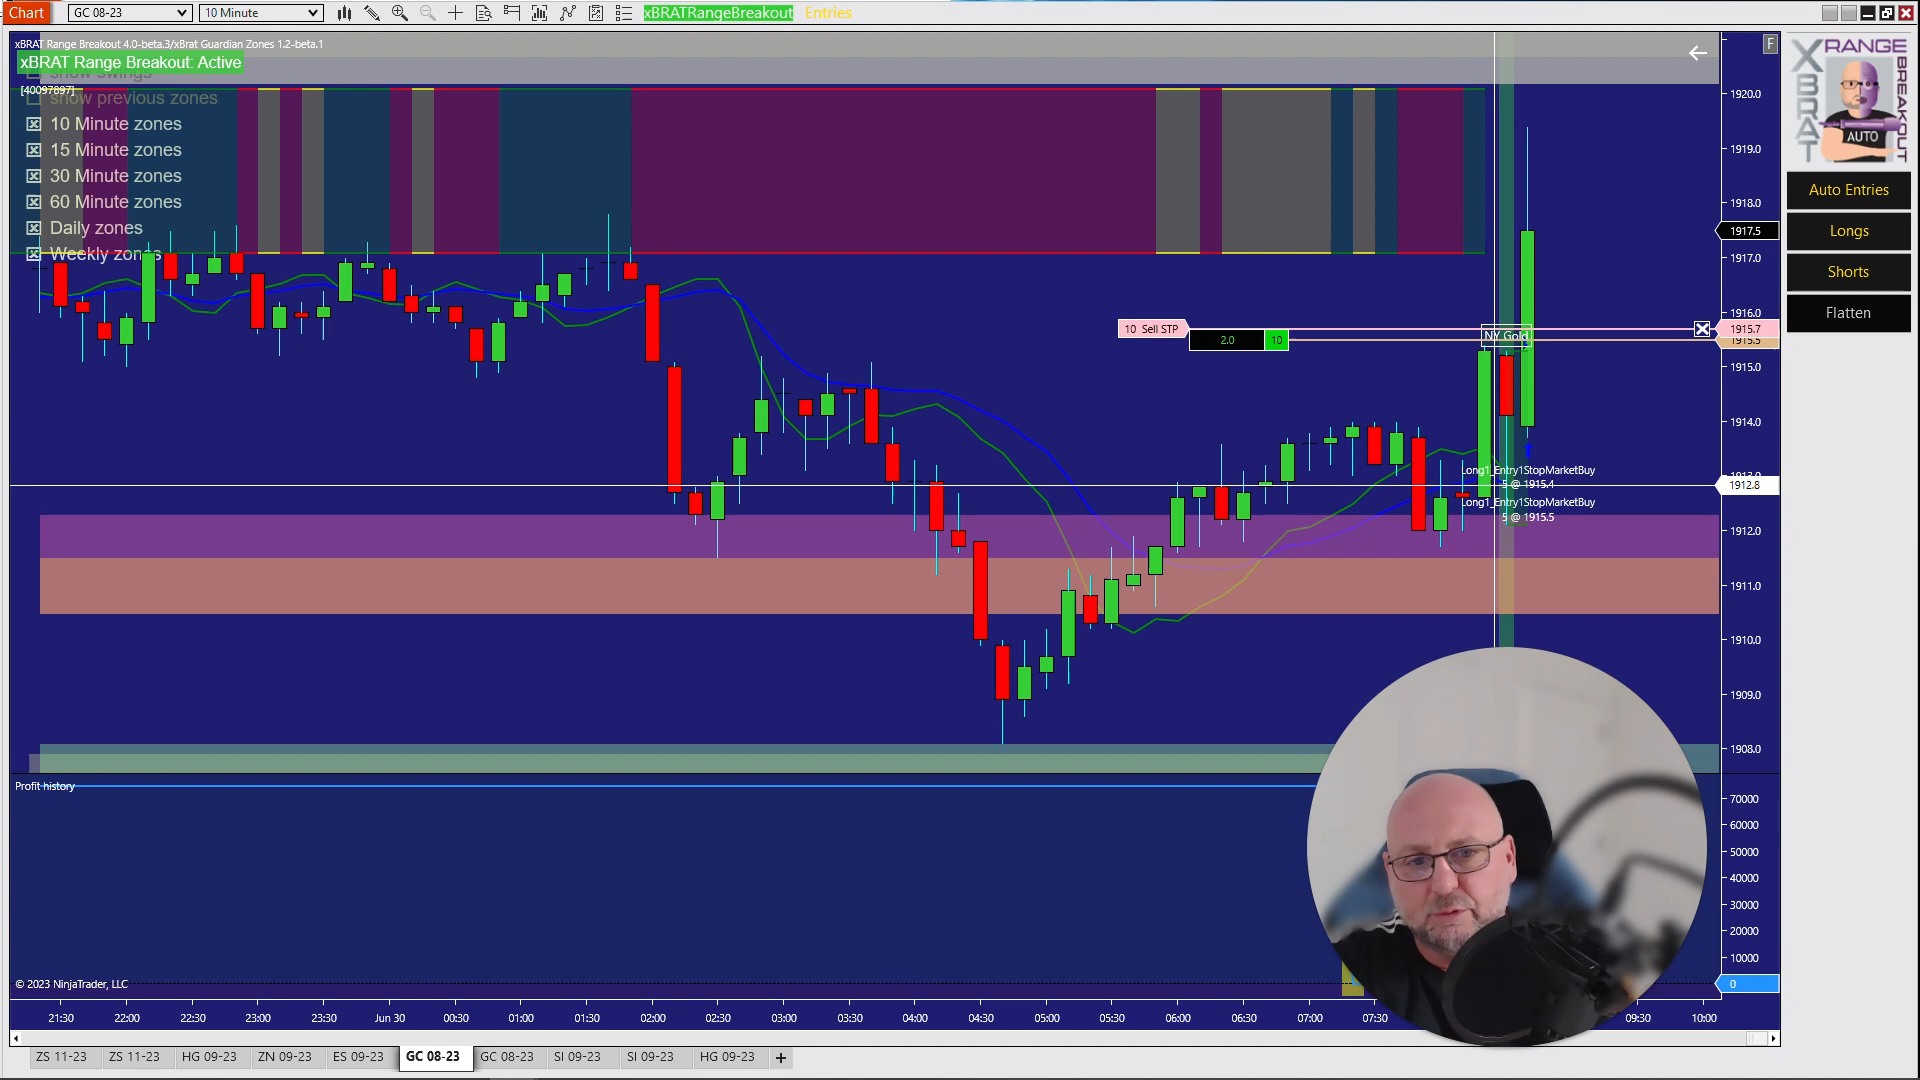 Chart
GC 08-23
10 Minute
xBRATRangeBreakout
Entries
xBRAT Range Breakout 4.0-beta.3/xBrat Guardian Zones 1.2-beta.1
xBRAT Range Breakout: Active
F
show swings
[40097897]
show previous zones
10 Minute zones
15 Minute zones
30 Minute zones
60 Minute zones
Daily zones
Weekly zones
XBRAT
RANGE
BREAKOUT
AUTO
Auto Entries
Longs
Shorts
Flatten
1920.0
1919.0
1918.0
1917.5
1917.0
1916.0
1915.7
1915.5
1915.0
1914.0
1913.0
1912.8
1912.0
1911.0
1910.0
1909.0
1908.0
10 Sell STP
2.0
10
NY Gold
Long1_Entry1StopMarketBuy
5 @ 1915.4
Long1_Entry1StopMarketBuy
5 @ 1915.5
Profit history
70000
60000
50000
40000
30000
20000
10000
0
© 2023 NinjaTrader, LLC
21:30 22:00 22:30 23:00 23:30 Jun 30 00:30 01:00 01:30 02:00 02:30 03:00 03:30 04:00 04:30 05:00 05:30 06:00 06:30 07:00 07:30 09:30 10:00
ZS 11-23 ZS 11-23 HG 09-23 ZN 09-23 ES 09-23 GC 08-23 GC 08-23 SI 09-23 SI 09-23 HG 09-23 +